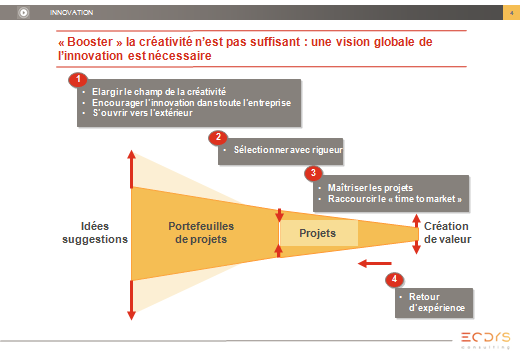 INNOVATION
4
« Booster » la créativité n'est pas suffisant : une vision globale de
l'innovation est nécessaire
1
• Elargir le champ de la créativité
• Encourager l'innovation dans toute l'entreprise
• S'ouvrir vers l'extérieur
2
• Sélectionner avec rigueur
3
• Maîtriser les projets
• Raccourcir le « time to market »
Idées
suggestions
Portefeuilles
de projets
Projets
Création
de valeur
4
• Retour
d'expérience
consulting